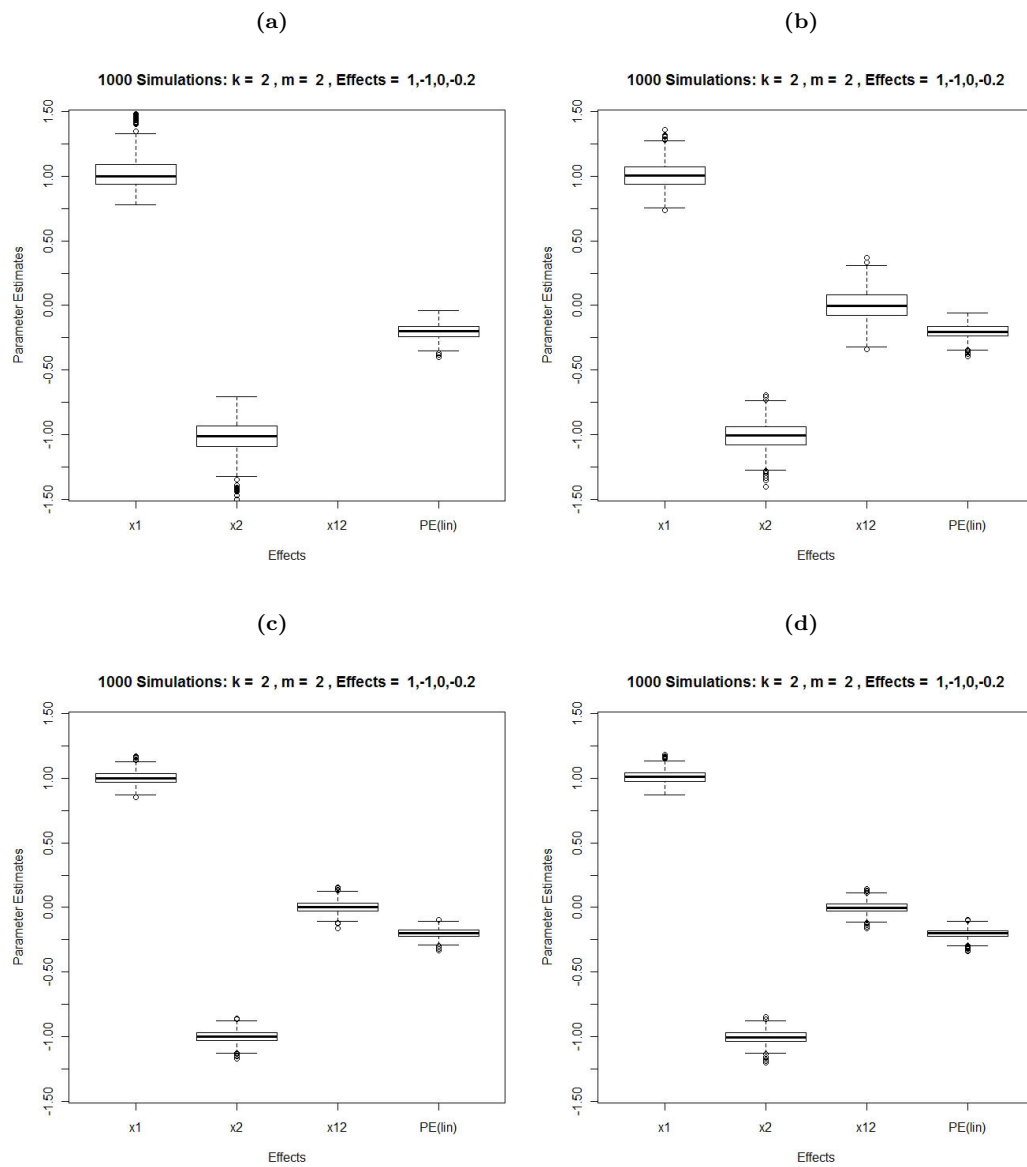 (a)
1000 Simulations: k = 2 , m = 2 , Effects = 1,-1,0,-0.2
Parameter Estimates
1.50
1.00
0.50
0.00
-0.50
-1.00
-1.50
x1 x2 x12 PE(lin)
Effects
(b)
1000 Simulations: k = 2 , m = 2 , Effects = 1,-1,0,-0.2
Parameter Estimates
1.50
1.00
0.50
0.00
-0.50
-1.00
-1.50
x1 x2 x12 PE(lin)
Effects
(c)
1000 Simulations: k = 2 , m = 2 , Effects = 1,-1,0,-0.2
Parameter Estimates
1.50
1.00
0.50
0.00
-0.50
-1.00
-1.50
x1 x2 x12 PE(lin)
Effects
(d)
1000 Simulations: k = 2 , m = 2 , Effects = 1,-1,0,-0.2
Parameter Estimates
1.50
1.00
0.50
0.00
-0.50
-1.00
-1.50
x1 x2 x12 PE(lin)
Effects